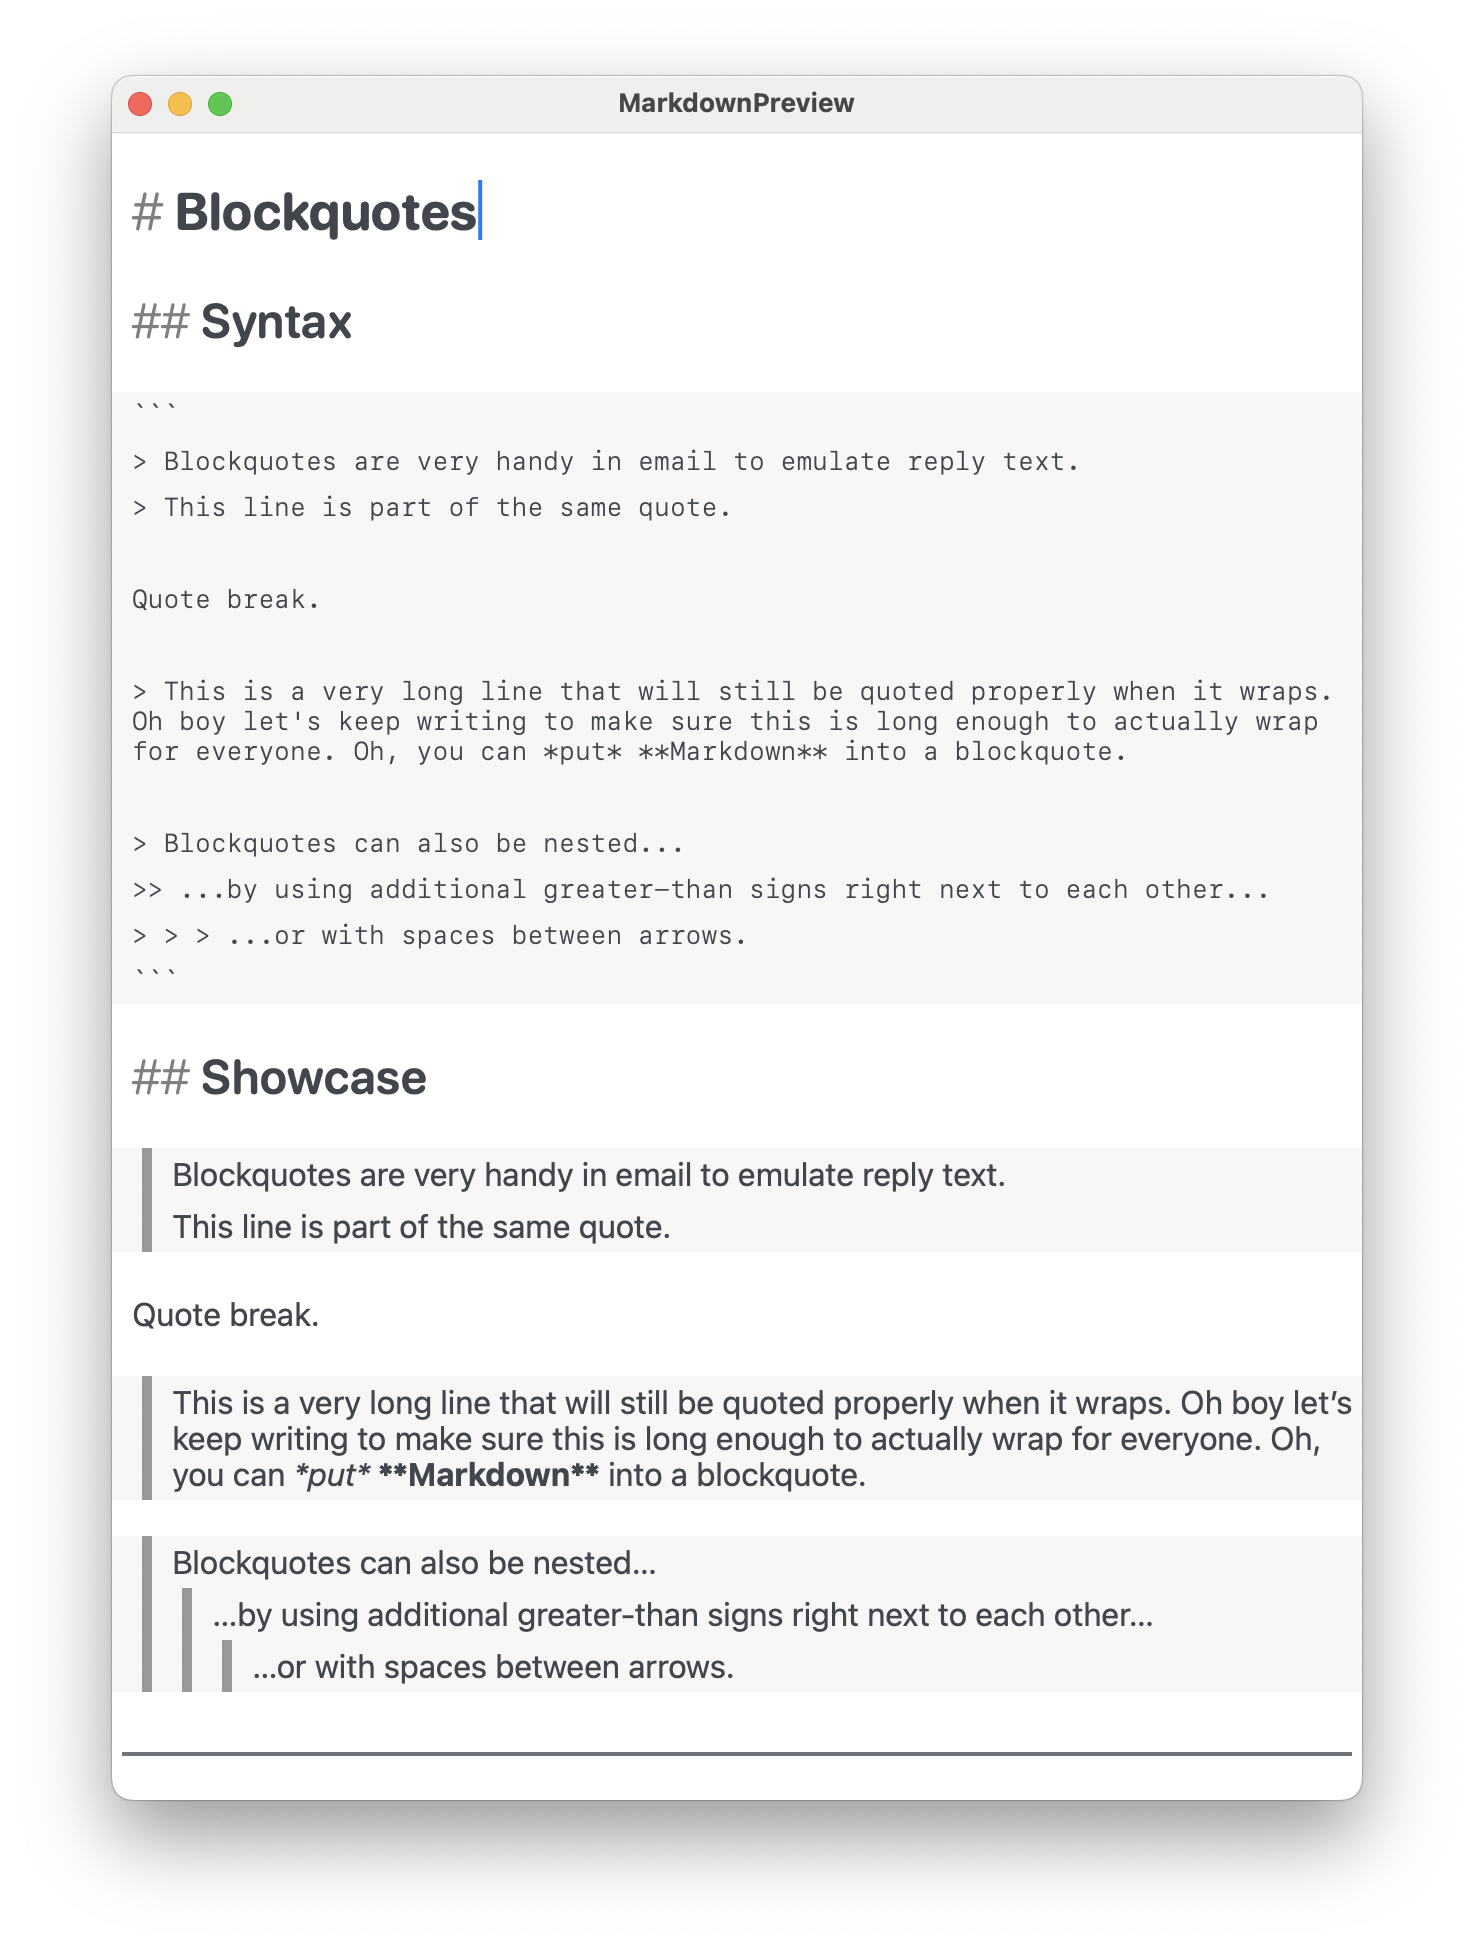 MarkdownPreview
# Blockquotes
## Syntax
```
> Blockquotes are very handy in email to emulate reply text.
> This line is part of the same quote.
Quote break.
> This is a very long line that will still be quoted properly when it wraps.
Oh boy let's keep writing to make sure this is long enough to actually wrap
for everyone. Oh, you can *put* **Markdown** into a blockquote.
> Blockquotes can also be nested...
>> ...by using additional greater-than signs right next to each other...
> > > ...or with spaces between arrows.
```
## Showcase
Blockquotes are very handy in email to emulate reply text.
This line is part of the same quote.
Quote break.
This is a very long line that will still be quoted properly when it wraps. Oh boy let’s
keep writing to make sure this is long enough to actually wrap for everyone. Oh,
you can *put* **Markdown** into a blockquote.
Blockquotes can also be nested...
...by using additional greater-than signs right next to each other...
...or with spaces between arrows.